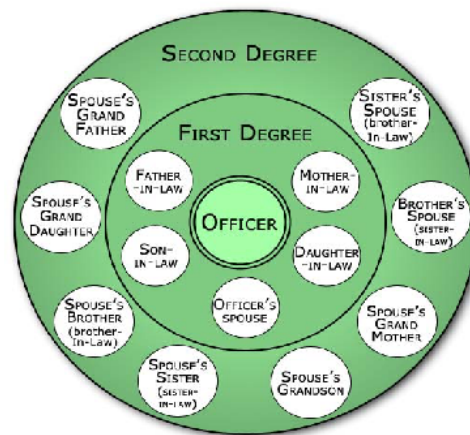 SECOND DEGREE
SPOUSE'S
GRAND
FATHER
SISTER'S
SPOUSE
(brother-
In-Law)
FIRST DEGREE
FATHER
-IN-LAW
MOTHER-
IN-LAW
SPOUSE'S
GRAND
DAUGHTER
OFFICER
BROTHER'S
SPOUSE
(SISTER-
IN-LAW)
SON-
IN-LAW
DAUGHTER
-IN-LAW
SPOUSE'S
BROTHER
(brother-
In-Law)
OFFICER'S
SPOUSE
SPOUSE'S
GRAND
MOTHER
SPOUSE'S
SISTER
(SISTER-
IN-LAW)
SPOUSE'S
GRANDSON